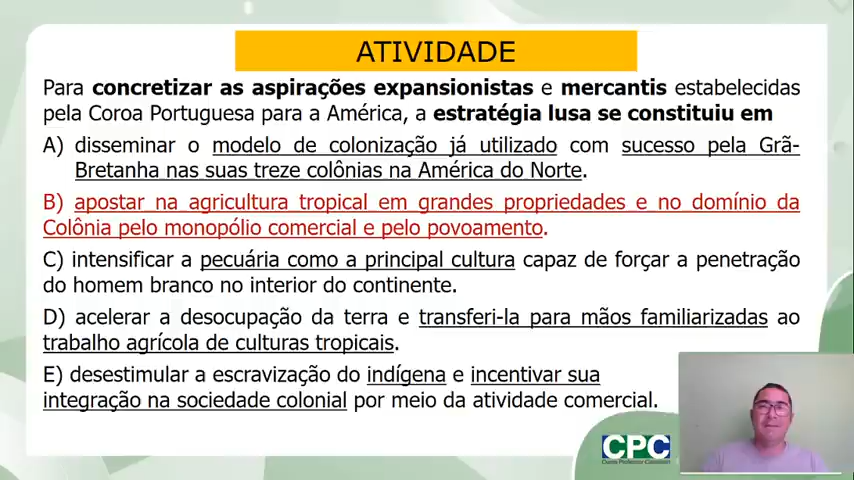 ATIVIDADE
Para concretizar as aspirações expansionistas e mercantis estabelecidas
pela Coroa Portuguesa para a América, a estratégia lusa se constituiu em
A) disseminar o modelo de colonização já utilizado com sucesso pela Grã-
Bretanha nas suas treze colônias na América do Norte.
B) apostar na agricultura tropical em grandes propriedades e no domínio da
Colônia pelo monopólio comercial e pelo povoamento.
C) intensificar a pecuária como a principal cultura capaz de forçar a penetração
do homem branco no interior do continente.
D) acelerar a desocupação da terra e transferi-la para mãos familiarizadas ao
trabalho agrícola de culturas tropicais.
E) desestimular a escravização do indígena e incentivar sua
integração na sociedade colonial por meio da atividade comercial.
CPC